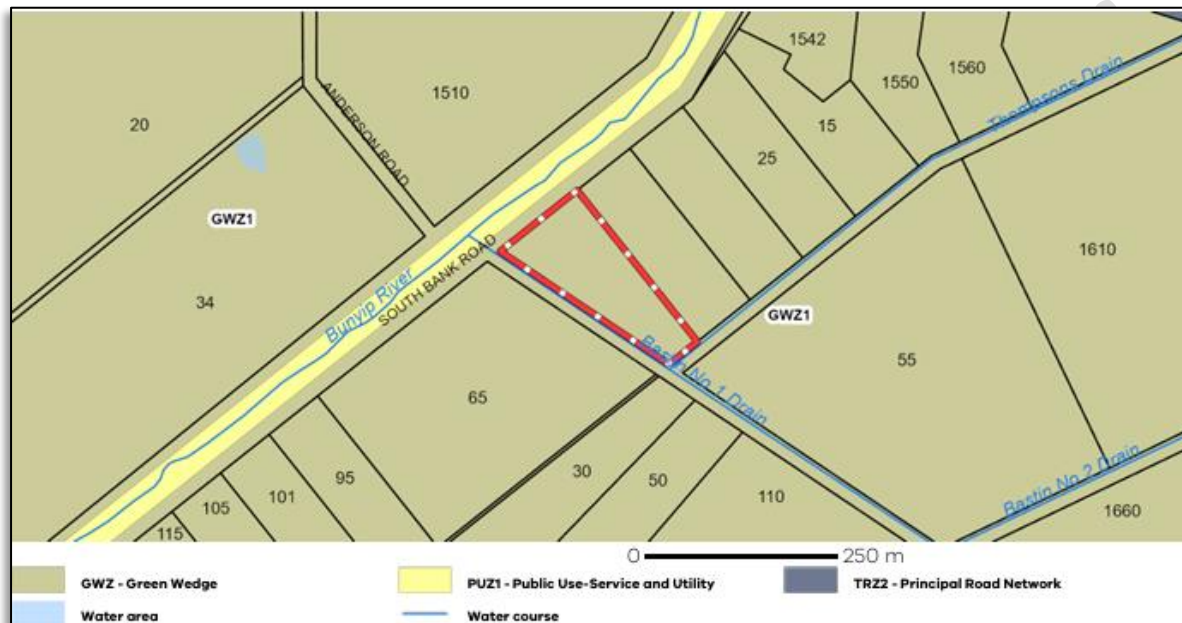 1542
1560
1550
1510
ANDERSON ROAD
20
15
25
Thompsons Drain
GWZ1
1610
SOUTH BANK ROAD
Bunyip River
34
GWZ1
Bastin No 1 Drain
55
65
95
101
105
115
30
50
110
Bastin No 2 Drain
1660
0 250 m
GWZ - Green Wedge
PUZ1 - Public Use-Service and Utility
TRZ2 - Principal Road Network
Water area
Water course